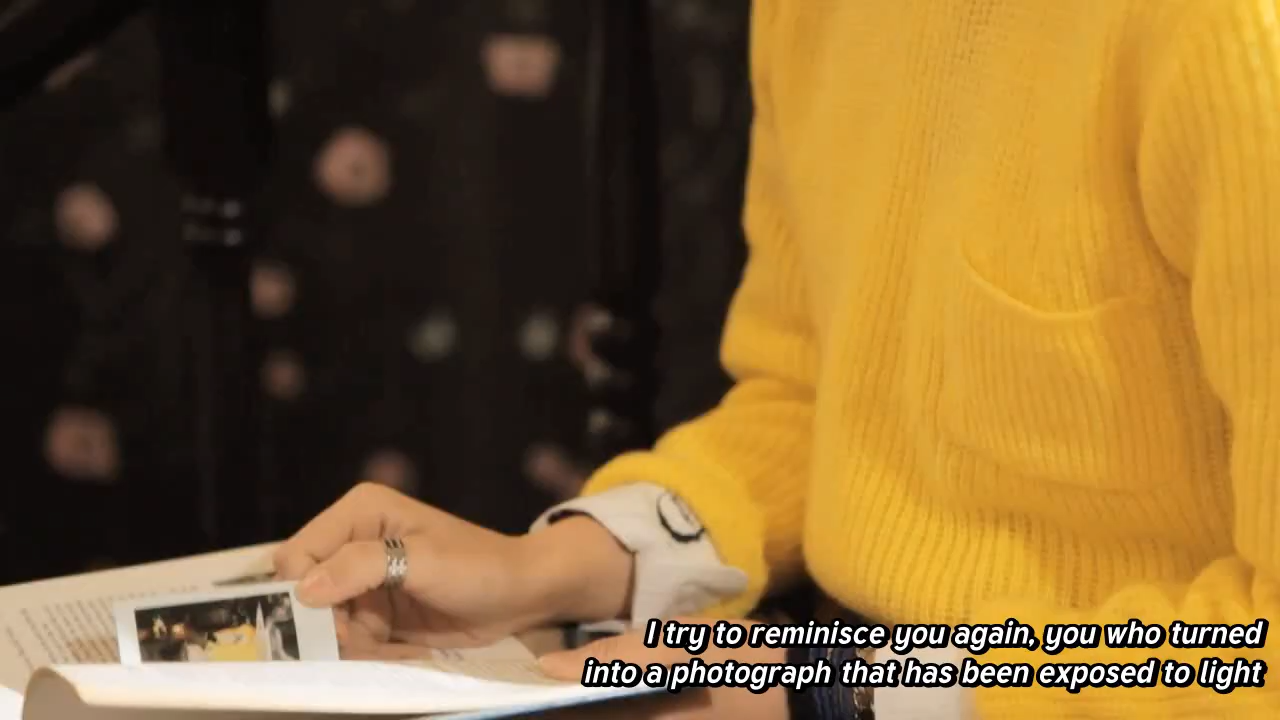 I try to reminisce you again, you who turned
into a photograph that has been exposed to light